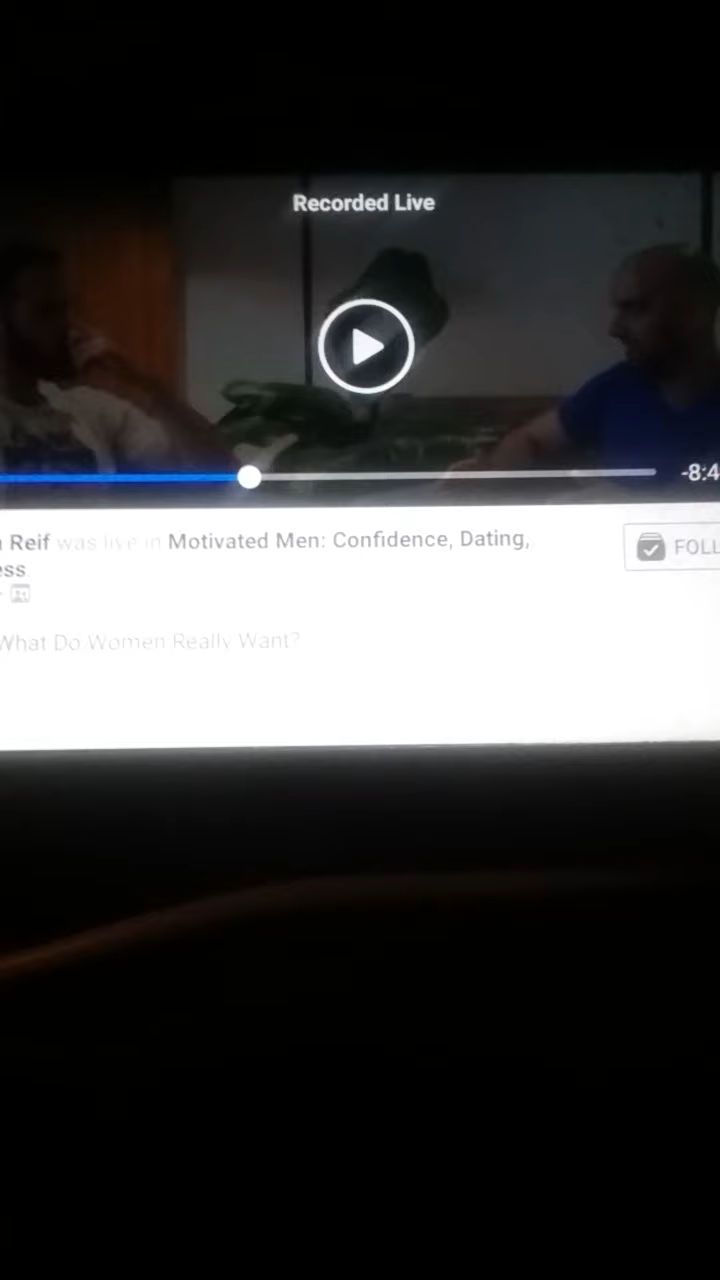 Recorded Live
-8:4
Reif was live in Motivated Men: Confidence, Dating,
ess
FOLL
What Do Women Really Want?